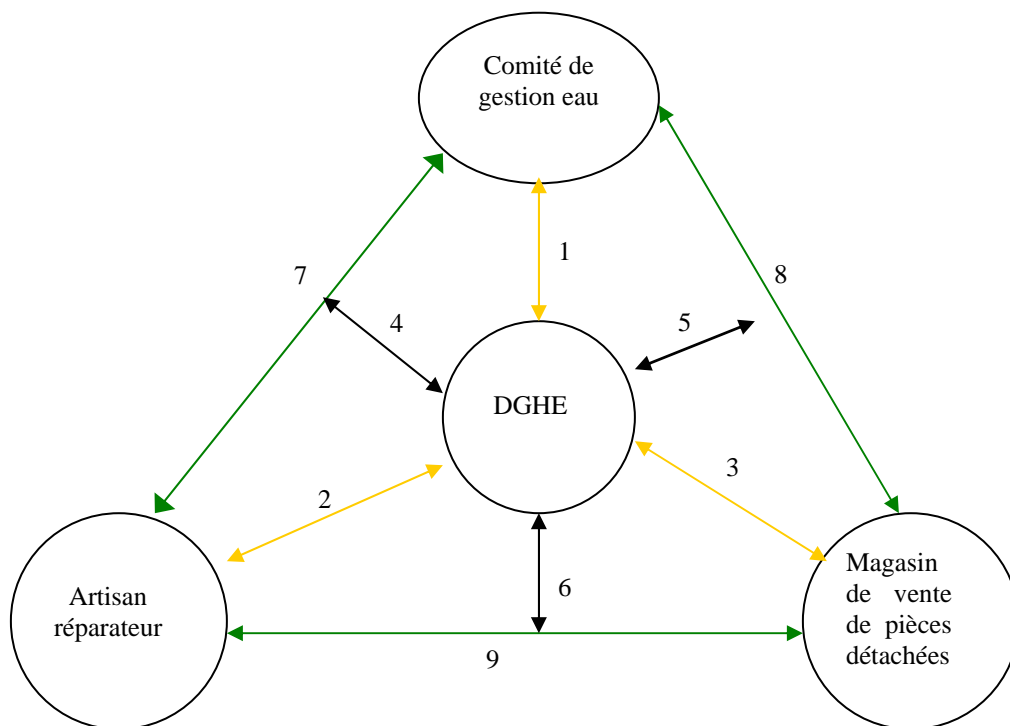 Comité de
gestion eau
1
7
8
4
5
DGHE
3
2
6
Artisan
réparateur
Magasin
de vente
de pièces
détachées
9